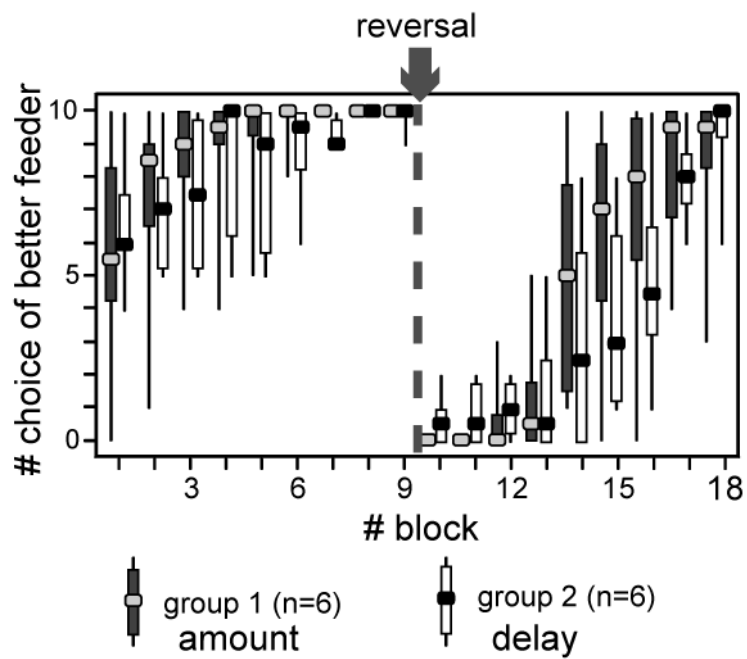 reversal
# choice of better feeder
10
5
0
3 6 9 12 15 18
# block
group 1 (n=6)
amount
group 2 (n=6)
delay